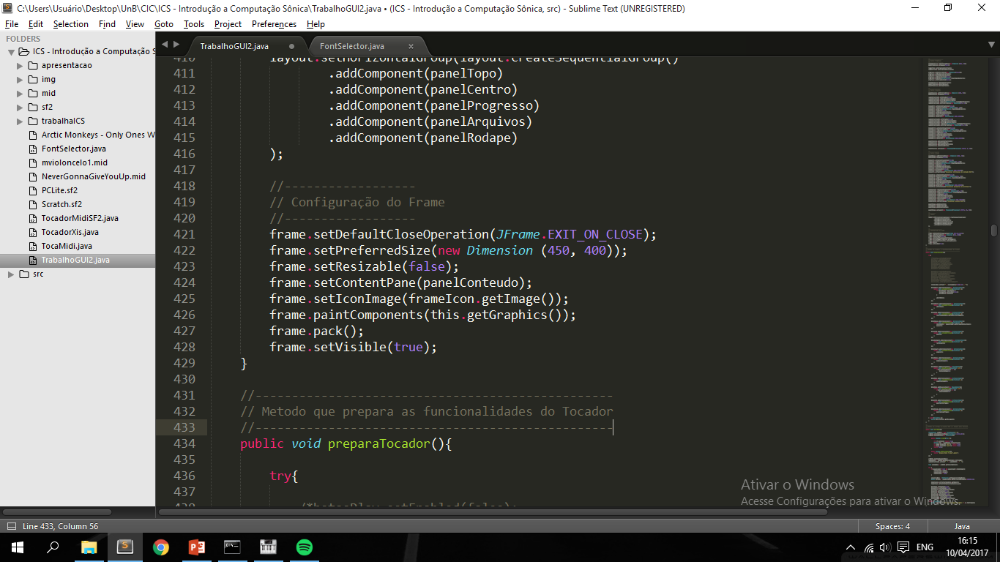 C:\Users\Usuário\Desktop\UnB\CIC\ICS - Introdução a Computação Sônica\TrabalhoGUI2.java • (ICS - Introdução a Computação Sônica, src) - Sublime Text (UNREGISTERED)
File Edit Selection Find View Goto Tools Project Preferences Help
FOLDERS
ICS - Introdução a Computação S
apresentacao
img
mid
sf2
trabalhaICS
Arctic Monkeys - Only Ones W
FontSelector.java
mvioloncelo1.mid
NeverGonnaGiveYouUp.mid
PCLite.sf2
Scratch.sf2
TocadorMidiSF2.java
TocadorXis.java
TocaMidi.java
TrabalhoGUI2.java
src
TrabalhoGUI2.java
FontSelector.java
410 layout.setHorizontalGroup(layout.createSequentialGroup()
411 .addComponent(panelTopo)
412 .addComponent(panelCentro)
413 .addComponent(panelProgresso)
414 .addComponent(panelArquivos)
415 .addComponent(panelRodape)
416 );
417
418 //------------------
419 // Configuração do Frame
420 //------------------
421 frame.setDefaultCloseOperation(JFrame.EXIT_ON_CLOSE);
422 frame.setPreferredSize(new Dimension (450, 400));
423 frame.setResizable(false);
424 frame.setContentPane(panelConteudo);
425 frame.setIconImage(frameIcon.getImage());
426 frame.paintComponents(this.getGraphics());
427 frame.pack();
428 frame.setVisible(true);
429 }
430
431 //-------------------------------------------------
432 // Metodo que prepara as funcionalidades do Tocador
433 //-------------------------------------------------
434 public void preparaTocador(){
435
436 try{
437
438 /*botaoPlay.setEnabled(false);
Ativar o Windows
Acesse Configurações para ativar o Windows.
Line 433, Column 56
Spaces: 4
Java
ENG
16:15
10/04/2017